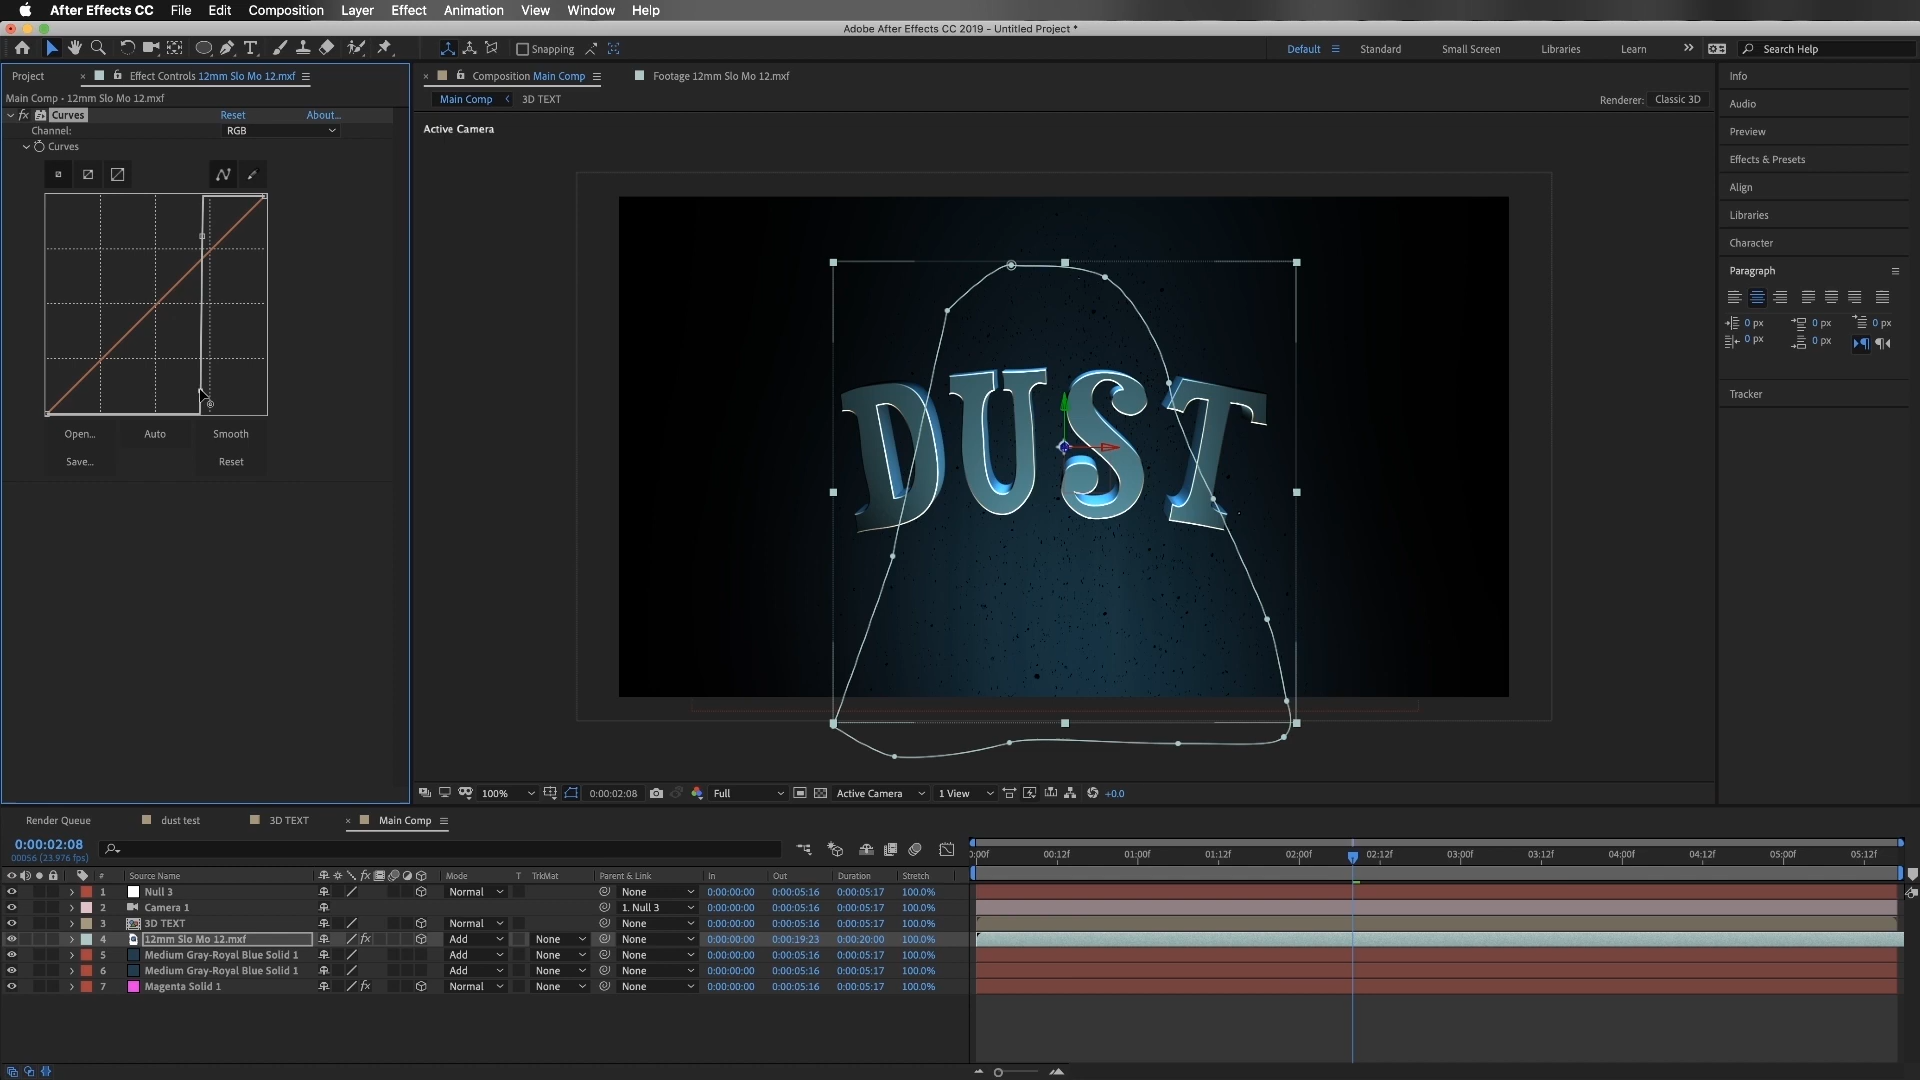 After Effects CC File Edit Composition Layer Effect Animation View Window Help
Adobe After Effects CC 2019 - Untitled Project *
Snapping Default Standard Small Screen Libraries Learn Search Help
Project Effect Controls 12mm Slo Mo 12.mxf
Composition Main Comp Footage 12mm Slo Mo 12.mxf
Main Comp • 12mm Slo Mo 12.mxf
Main Comp 3D TEXT Renderer: Classic 3D
fx Curves Reset About...
Channel: RGB
Curves
Active Camera
Open... Auto Smooth
Save... Reset
DUST
Info
Audio
Preview
Effects & Presets
Align
Libraries
Character
Paragraph
0 px 0 px 0 px
0 px 0 px
Tracker
100% 0:00:02:08 Full Active Camera 1 View +0.0
Render Queue dust test 3D TEXT Main Comp
0:00:02:08
00056 (23.976 fps)
:00f 00:12f 01:00f 01:12f 02:00f 02:12f 03:00f 03:12f 04:00f 04:12f 05:00f 05:12f
# Source Name fx Mode T TrkMat Parent & Link In Out Duration Stretch
1 Null 3 Normal None 0:00:00:00 0:00:05:16 0:00:05:17 100.0%
2 Camera 1 1. Null 3 0:00:00:00 0:00:05:16 0:00:05:17 100.0%
3 3D TEXT Normal None 0:00:00:00 0:00:05:16 0:00:05:17 100.0%
4 12mm Slo Mo 12.mxf fx Add None None 0:00:00:00 0:00:19:23 0:00:20:00 100.0%
5 Medium Gray-Royal Blue Solid 1 Add None None 0:00:00:00 0:00:05:16 0:00:05:17 100.0%
6 Medium Gray-Royal Blue Solid 1 Add None None 0:00:00:00 0:00:05:16 0:00:05:17 100.0%
7 Magenta Solid 1 fx Normal None None 0:00:00:00 0:00:05:16 0:00:05:17 100.0%